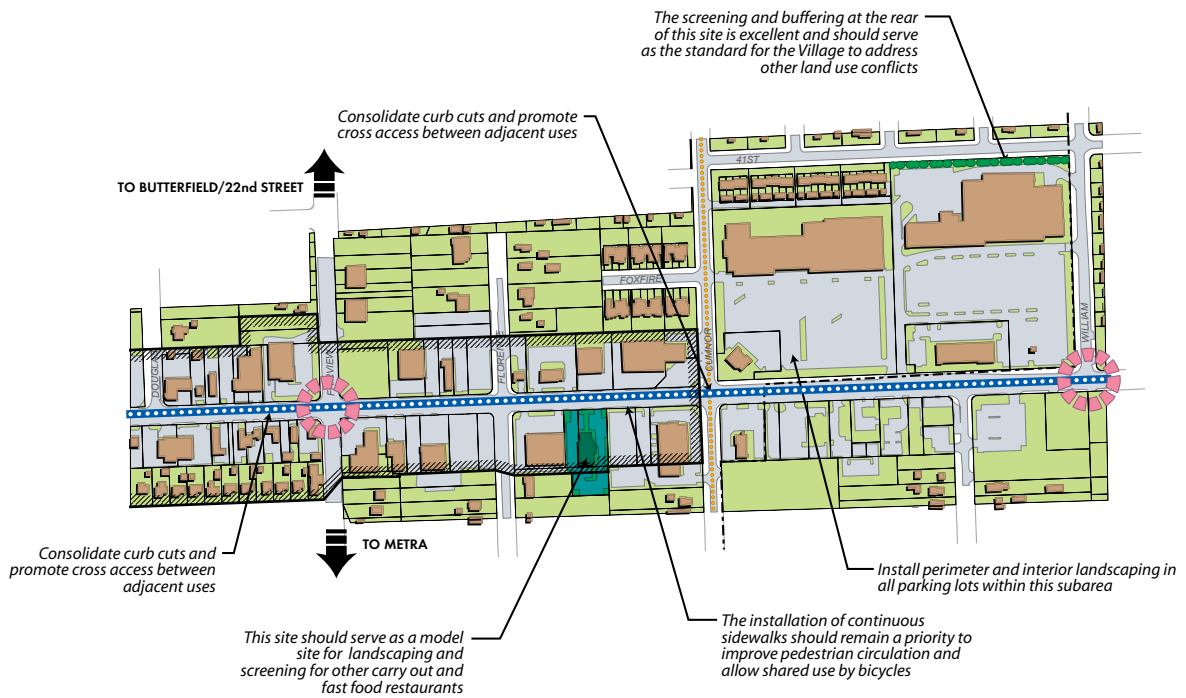 The screening and buffering at the rear
of this site is excellent and should serve
as the standard for the Village to address
other land use conflicts
Consolidate curb cuts and promote
cross access between adjacent uses
41ST
TO BUTTERFIELD/22nd STREET
FOXFIRE
DOUGLAS
FAIRVIEW
FLORENCE
CUMNOR
WILLIAM
Consolidate curb cuts and
promote cross access between
adjacent uses
TO METRA
Install perimeter and interior landscaping in
all parking lots within this subarea
This site should serve as a model
site for landscaping and
screening for other carry out and
fast food restaurants
The installation of continuous
sidewalks should remain a priority to
improve pedestrian circulation and
allow shared use by bicycles